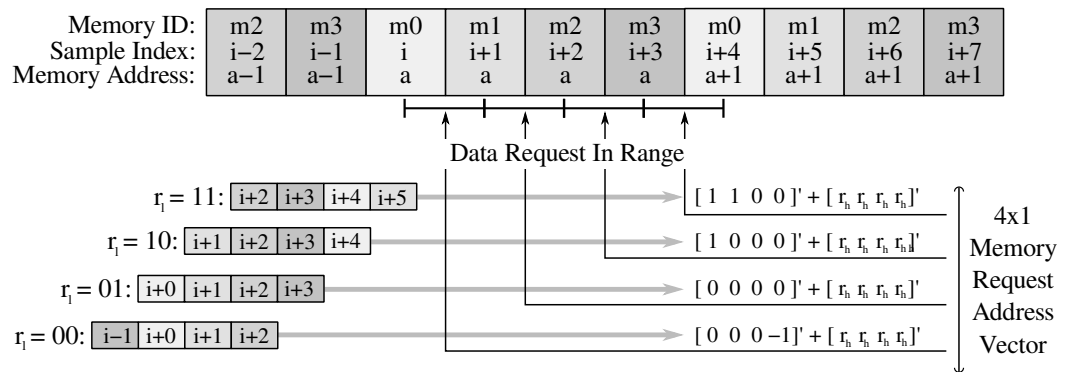 Memory ID: m2 m3 m0 m1 m2 m3 m0 m1 m2 m3
Sample Index: i−2 i−1 i i+1 i+2 i+3 i+4 i+5 i+6 i+7
Memory Address: a−1 a−1 a a a a a+1 a+1 a+1 a+1
Data Request In Range
r_l = 11: i+2 i+3 i+4 i+5 [ 1 1 0 0 ]' + [ r_h r_h r_h r_h ]'
r_l = 10: i+1 i+2 i+3 i+4 [ 1 0 0 0 ]' + [ r_h r_h r_h r_h ]'
r_l = 01: i+0 i+1 i+2 i+3 [ 0 0 0 0 ]' + [ r_h r_h r_h r_h ]'
r_l = 00: i−1 i+0 i+1 i+2 [ 0 0 0 −1 ]' + [ r_h r_h r_h r_h ]'
4x1
Memory
Request
Address
Vector